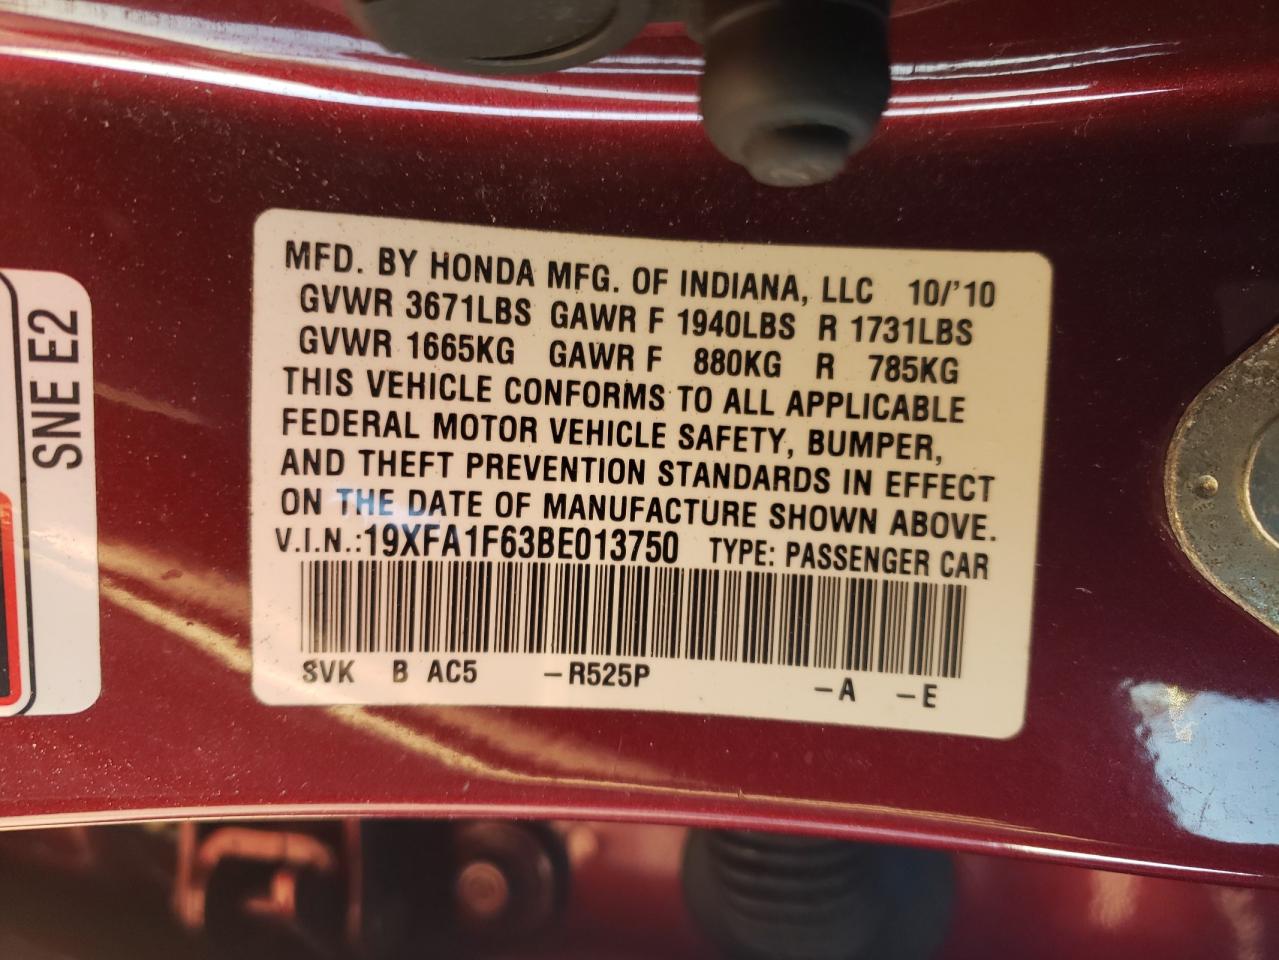 MFD. BY HONDA MFG. OF INDIANA, LLC 10/'10
GVWR 3671LBS GAWR F 1940LBS R 1731LBS
GVWR 1665KG GAWR F 880KG R 785KG
THIS VEHICLE CONFORMS TO ALL APPLICABLE
FEDERAL MOTOR VEHICLE SAFETY, BUMPER,
AND THEFT PREVENTION STANDARDS IN EFFECT
ON THE DATE OF MANUFACTURE SHOWN ABOVE.
V.I.N.:19XFA1F63BE013750 TYPE: PASSENGER CAR
SVK B AC5 -R525P -A -E
SNE E2